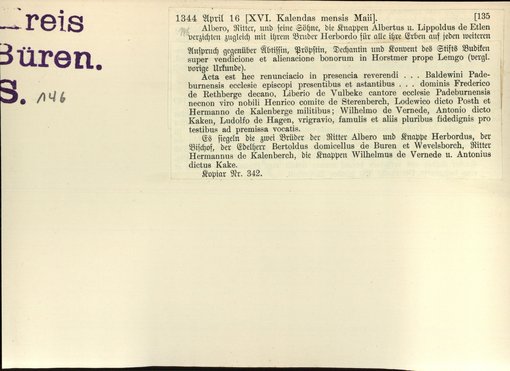 Kreis
Büren.
S. 146
1344 April 16 [XVI. Kalendas mensis Maii]. [135
Albero, Ritter, und seine Söhne, die Knappen Albertus u. Lippoldus de Etlen
verzichten zugleich mit ihrem Bruder Herbordo für alle ihre Erben auf jeden weiteren
Anspruch gegenüber Äbtissin, Pröpstin, Dechantin und Konvent des Stifts Budiken
super vendicione et alienacione bonorum in Horstmer prope Lemgo (vergl.
vorige Urkunde).
Acta est hec renunciacio in presencia reverendi . . . Baldewini Pade-
burnensis ecclesie episcopi presentibus et astantibus . . . dominis Frederico
de Rethberge decano, Liberio de Vulbeke cantore ecclesie Padeburnensis
necnon viro nobili Henrico comite de Sterenberch, Lodewico dicto Posth et
Hermanno de Kalenberge militibus; Wilhelmo de Vernede, Antonio dicto
Kaken, Ludolfo de Hagen, vrigravio, famulis et aliis pluribus fidedignis pro
testibus ad premissa vocatis.
Es siegeln die zwei Brüder der Ritter Albero und Knappe Herbordus, der
Bischof, der Edelherr Bertoldus domicellus de Buren et Wevelsborch, Ritter
Hermannus de Kalenberch, die Knappen Wilhelmus de Vernede u. Antonius
dictus Kake.
Kopiar Nr. 342.